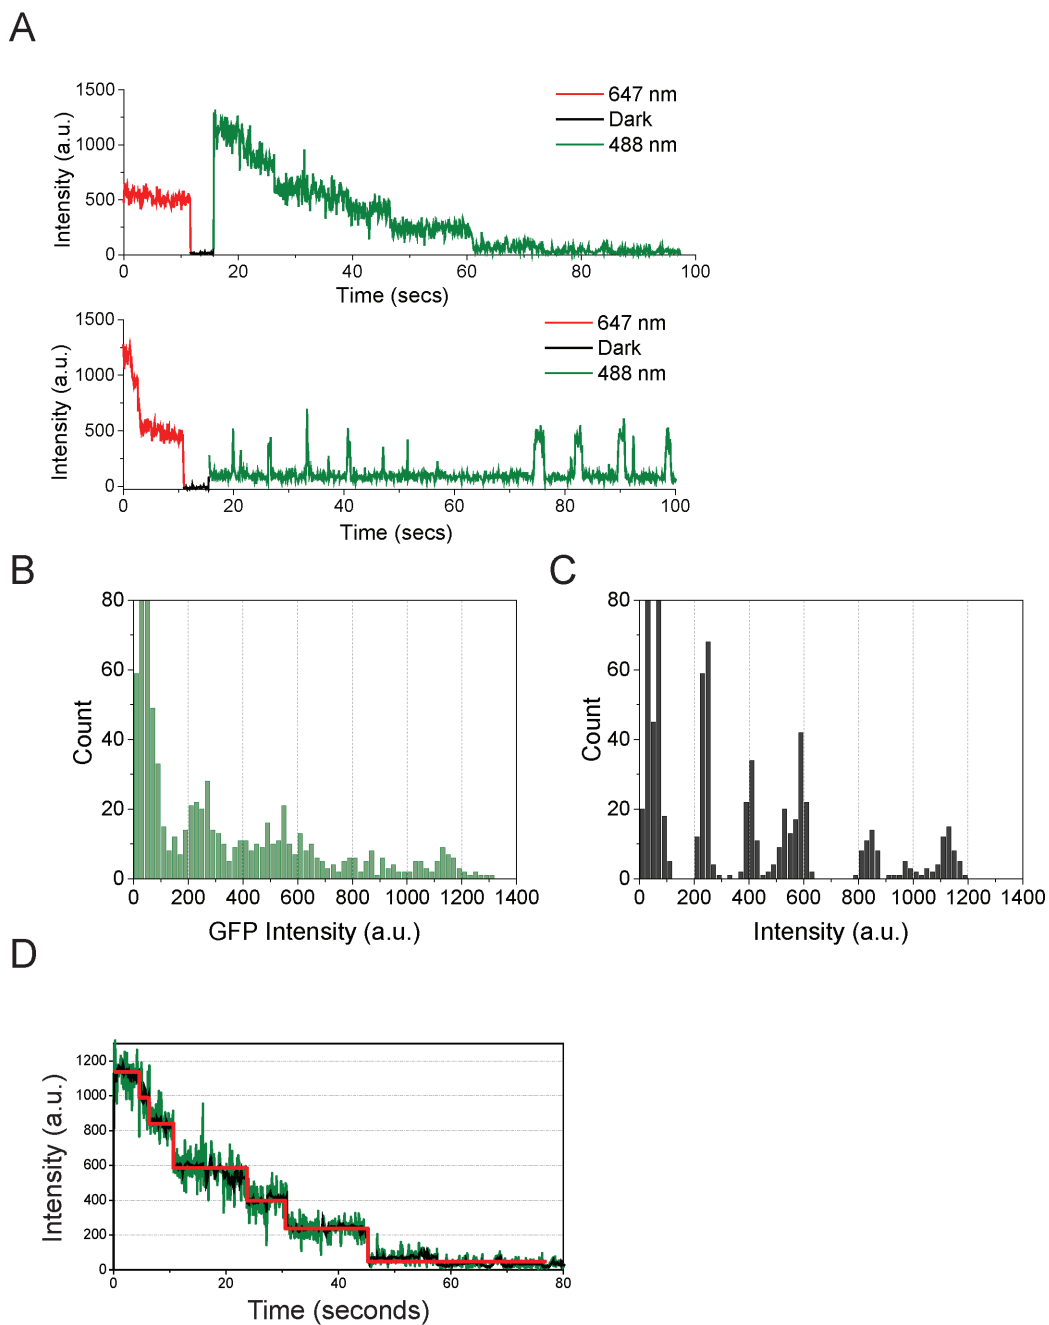 A
Intensity (a.u.)
1500
1000
500
0
0 20 40 60 80 100
Time (secs)
647 nm
Dark
488 nm
Intensity (a.u.)
1500
1000
500
0
0 20 40 60 80 100
Time (secs)
647 nm
Dark
488 nm
B
Count
80
60
40
20
0
0 200 400 600 800 1000 1200 1400
GFP Intensity (a.u.)
C
Count
80
60
40
20
0
0 200 400 600 800 1000 1200 1400
Intensity (a.u.)
D
Intensity (a.u.)
1200
1000
800
600
400
200
0
0 20 40 60 80
Time (seconds)